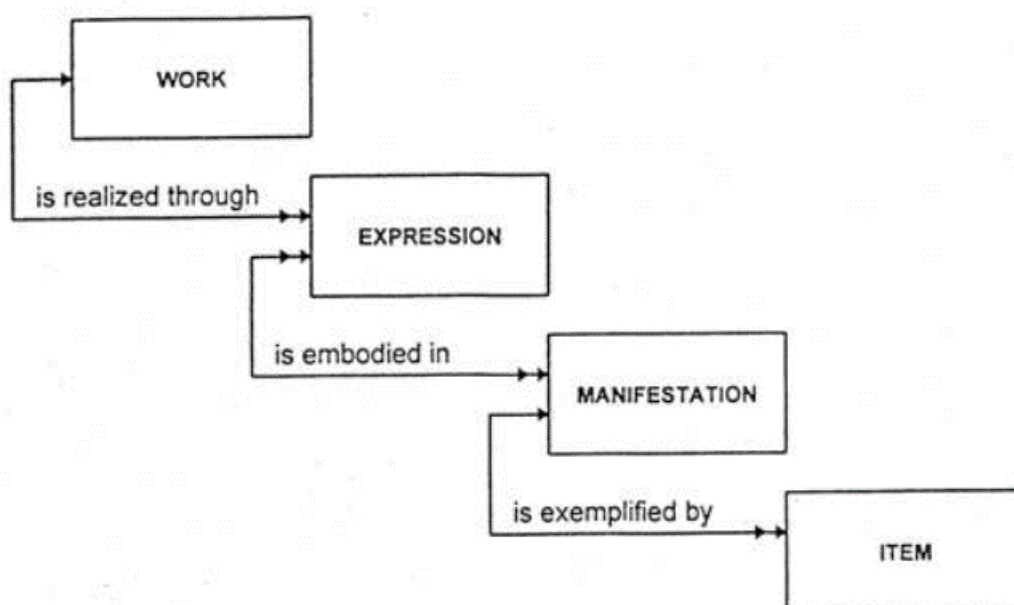 WORK
is realized through
EXPRESSION
is embodied in
MANIFESTATION
is exemplified by
ITEM